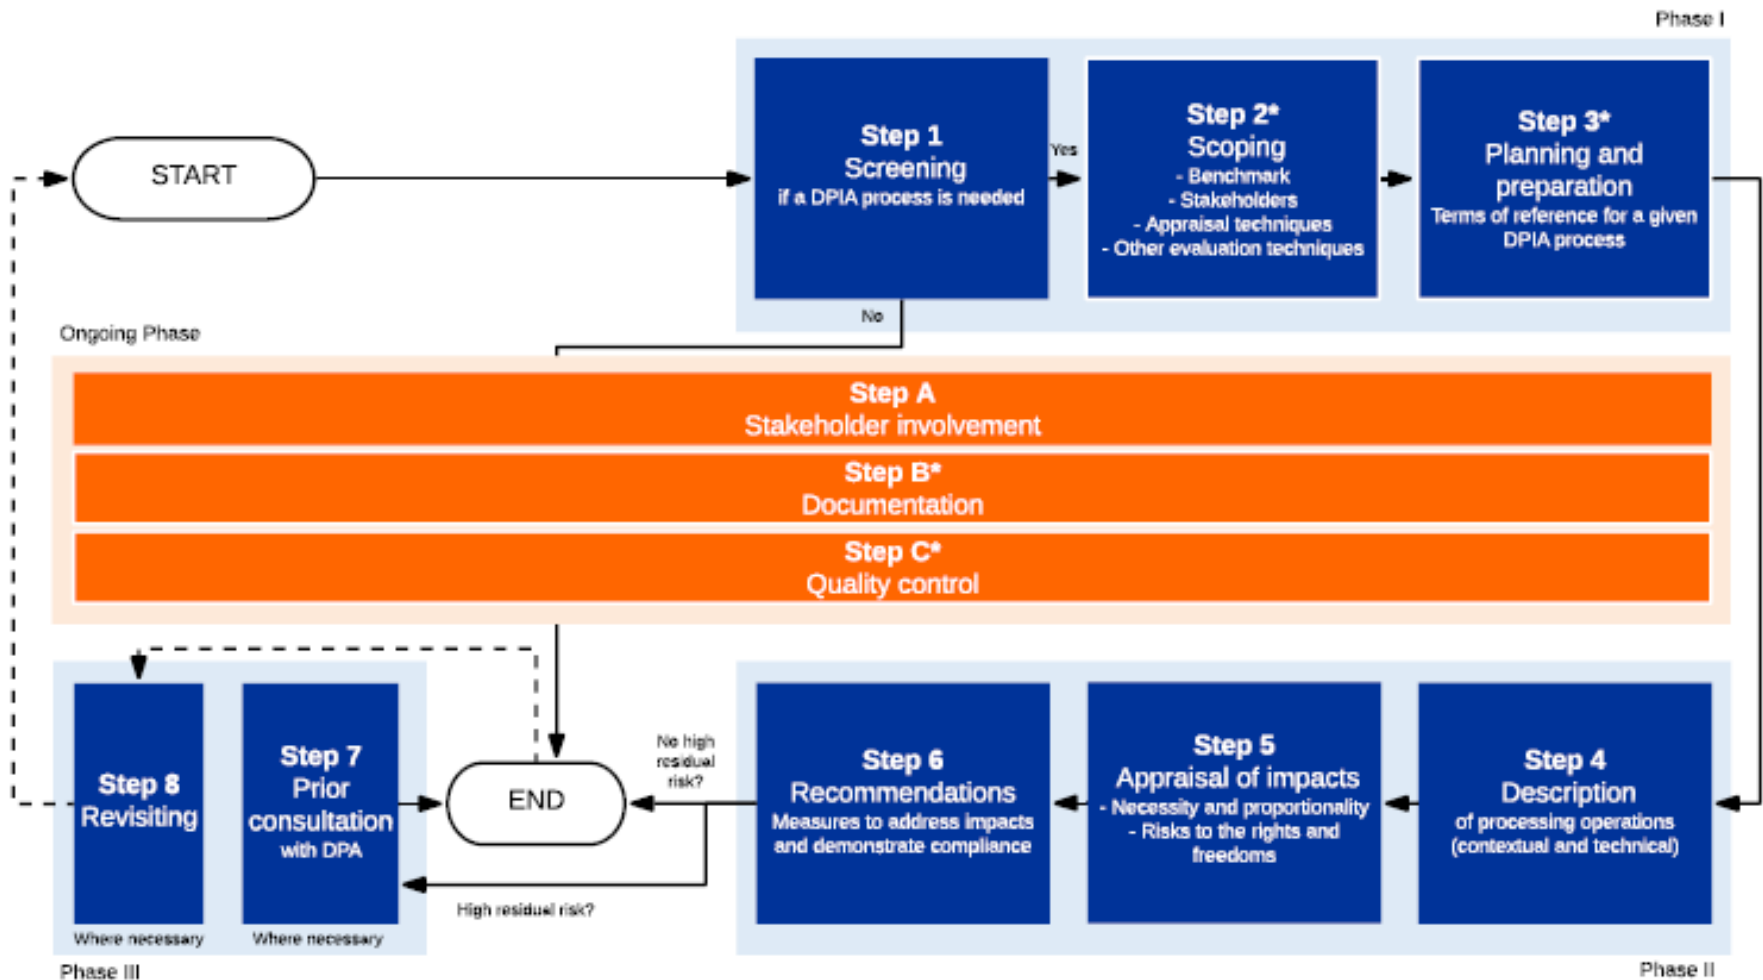 Phase I
START
Step 1
Screening
if a DPIA process is needed
Yes
No
Step 2*
Scoping
- Benchmark
- Stakeholders
- Appraisal techniques
- Other evaluation techniques
Step 3*
Planning and
preparation
Terms of reference for a given
DPIA process
Ongoing Phase
Step A
Stakeholder involvement
Step B*
Documentation
Step C*
Quality control
Step 8
Revisiting
Where necessary
Step 7
Prior
consultation
with DPA
Where necessary
Phase III
END
No high
residual
risk?
High residual risk?
Step 6
Recommendations
Measures to address impacts
and demonstrate compliance
Step 5
Appraisal of impacts
- Necessity and proportionality
- Risks to the rights and
freedoms
Step 4
Description
of processing operations
(contextual and technical)
Phase II